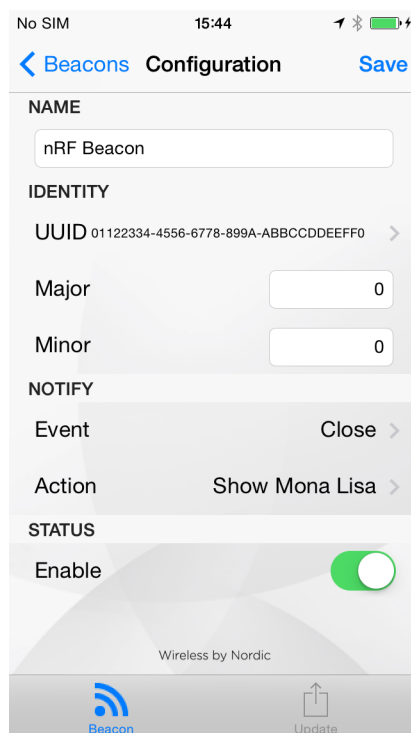 No SIM 15:44
Beacons Configuration Save
NAME
nRF Beacon
IDENTITY
UUID 01122334-4556-6778-899A-ABBCCDDEEFF0
Major 0
Minor 0
NOTIFY
Event Close
Action Show Mona Lisa
STATUS
Enable
Wireless by Nordic
Beacon Update